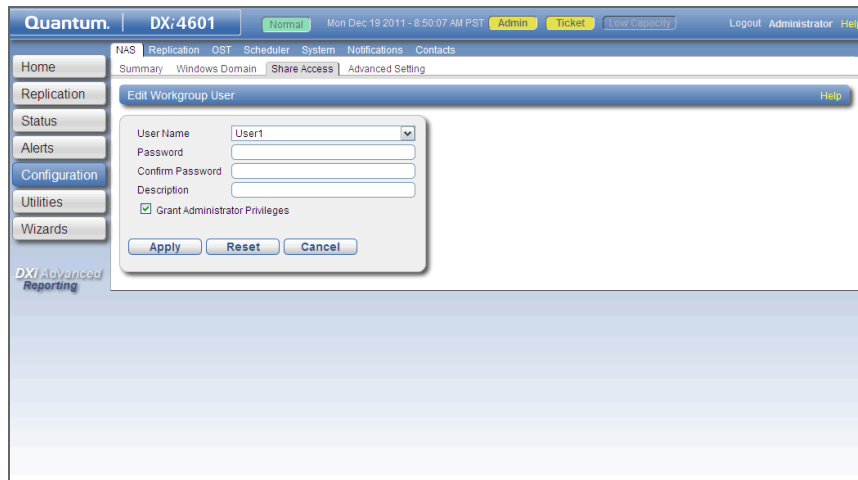 Quantum. DXi4601 Normal Mon Dec 19 2011 - 8:50:07 AM PST Admin Ticket Low Capacity Logout Administrator Hel
NAS Replication OST Scheduler System Notifications Contacts
Summary Windows Domain Share Access Advanced Setting
Home
Replication
Status
Alerts
Configuration
Utilities
Wizards
DXi Advanced
Reporting
Edit Workgroup User Help
User Name User1
Password
Confirm Password
Description
Grant Administrator Privileges
Apply Reset Cancel